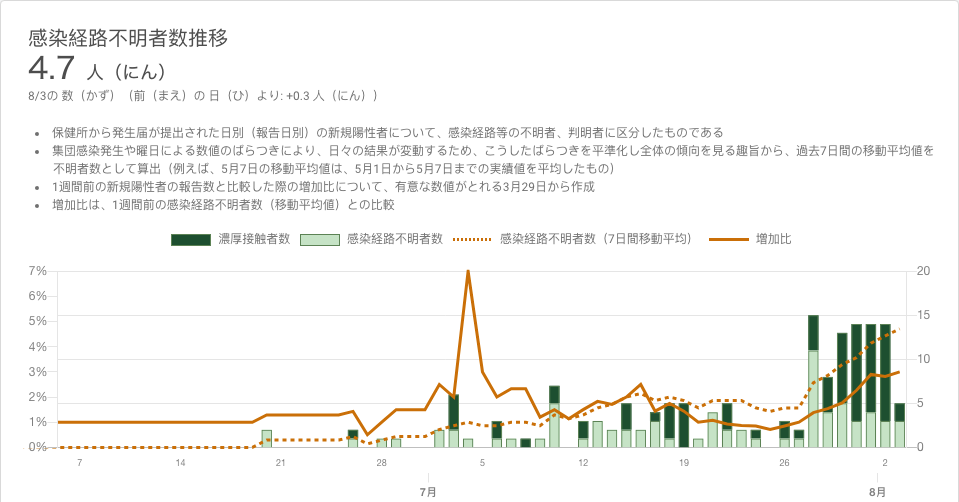 感染経路不明者数推移
4.7 人（にん）
8/3の 数（かず）（前（まえ）の 日（ひ）より: +0.3 人（にん））
• 保健所から発生届が提出された日別（報告日別）の新規陽性者について、感染経路等の不明者、判明者に区分したものである
• 集団感染発生や曜日による数値のばらつきにより、日々の結果が変動するため、こうしたばらつきを平準化し全体の傾向を見る趣旨から、過去7日間の移動平均値を
不明者数として算出（例えば、5月7日の移動平均値は、5月1日から5月7日までの実績値を平均したもの）
• 1週間前の新規陽性者の報告数と比較した際の増加比について、有意な数値がとれる3月29日から作成
• 増加比は、1週間前の感染経路不明者数（移動平均値）との比較
濃厚接触者数 感染経路不明者数 感染経路不明者数（7日間移動平均） 増加比
7% 20
6%
5% 15
4%
3% 10
2%
1% 5
0% 0
7 14 21 28 5 12 19 26 2
7月 8月